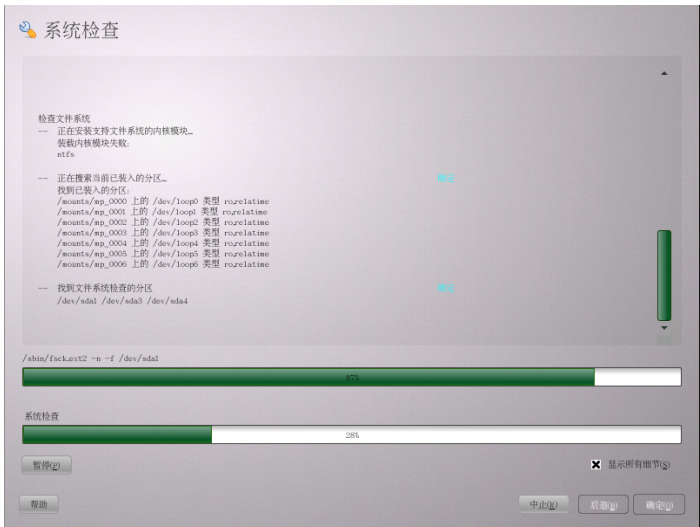 系统检查
检查文件系统
-- 正在安装支持文件系统的内核模块...
装载内核模块失败:
ntfs
-- 正在搜索当前已装入的分区... 确定
找到已装入的分区:
/mounts/mp_0000 上的 /dev/loop0 类型 ro,relatime
/mounts/mp_0001 上的 /dev/loop1 类型 ro,relatime
/mounts/mp_0002 上的 /dev/loop2 类型 ro,relatime
/mounts/mp_0003 上的 /dev/loop3 类型 ro,relatime
/mounts/mp_0004 上的 /dev/loop4 类型 ro,relatime
/mounts/mp_0005 上的 /dev/loop5 类型 ro,relatime
/mounts/mp_0006 上的 /dev/loop6 类型 ro,relatime
-- 找到文件系统检查的分区 确定
/dev/sda1 /dev/sda3 /dev/sda4
/sbin/fsck.ext2 -n -f /dev/sda1
87%
系统检查
28%
暂停(P)
显示所有细节(S)
帮助
中止(R)
后退(B)
确定(O)